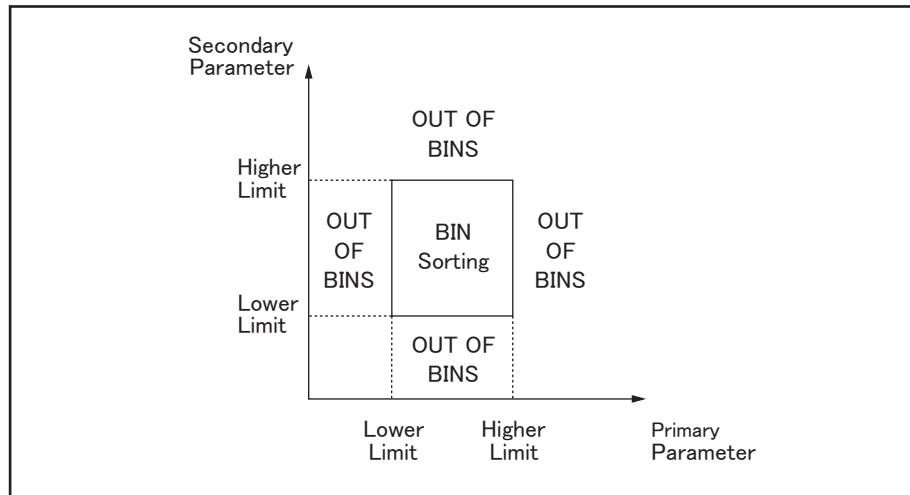 Secondary
Parameter
OUT OF
BINS
Higher
Limit
OUT
OF
BINS
BIN
Sorting
OUT
OF
BINS
Lower
Limit
OUT OF
BINS
Lower
Limit
Higher
Limit
Primary
Parameter